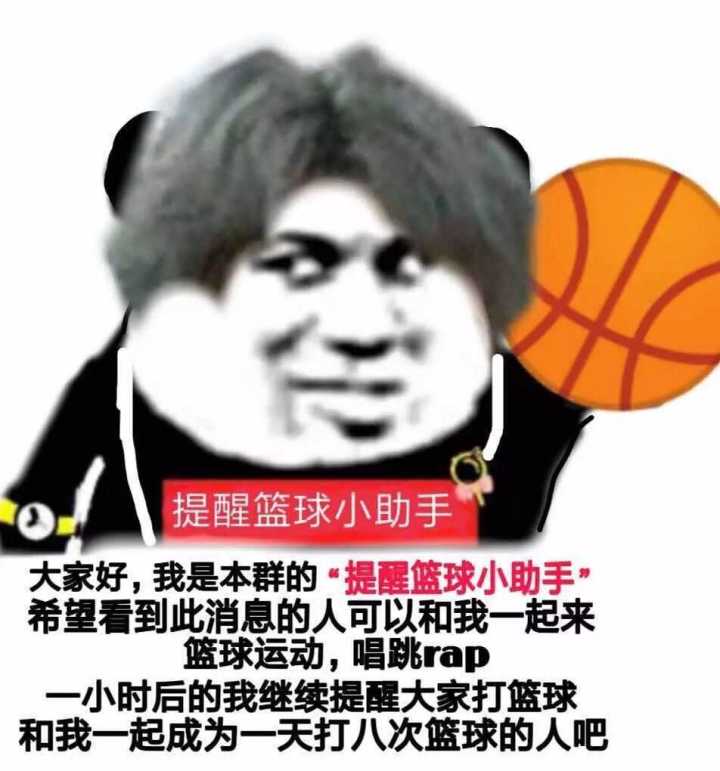 提醒篮球小助手
大家好，我是本群的“提醒篮球小助手”
希望看到此消息的人可以和我一起来
篮球运动，唱跳rap
一小时后的我继续提醒大家打篮球
和我一起成为一天打八次篮球的人吧